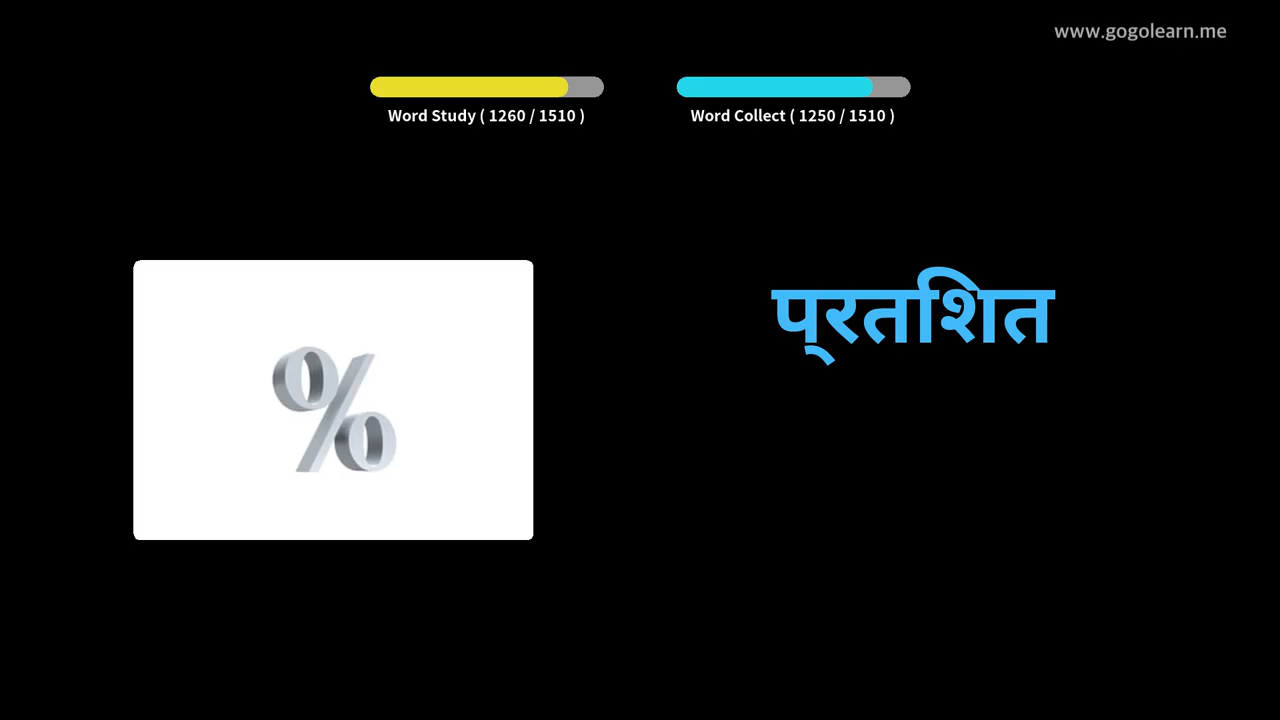 www.gogolearn.me
Word Study ( 1260 / 1510 )
Word Collect ( 1250 / 1510 )
%
प्रतिशत